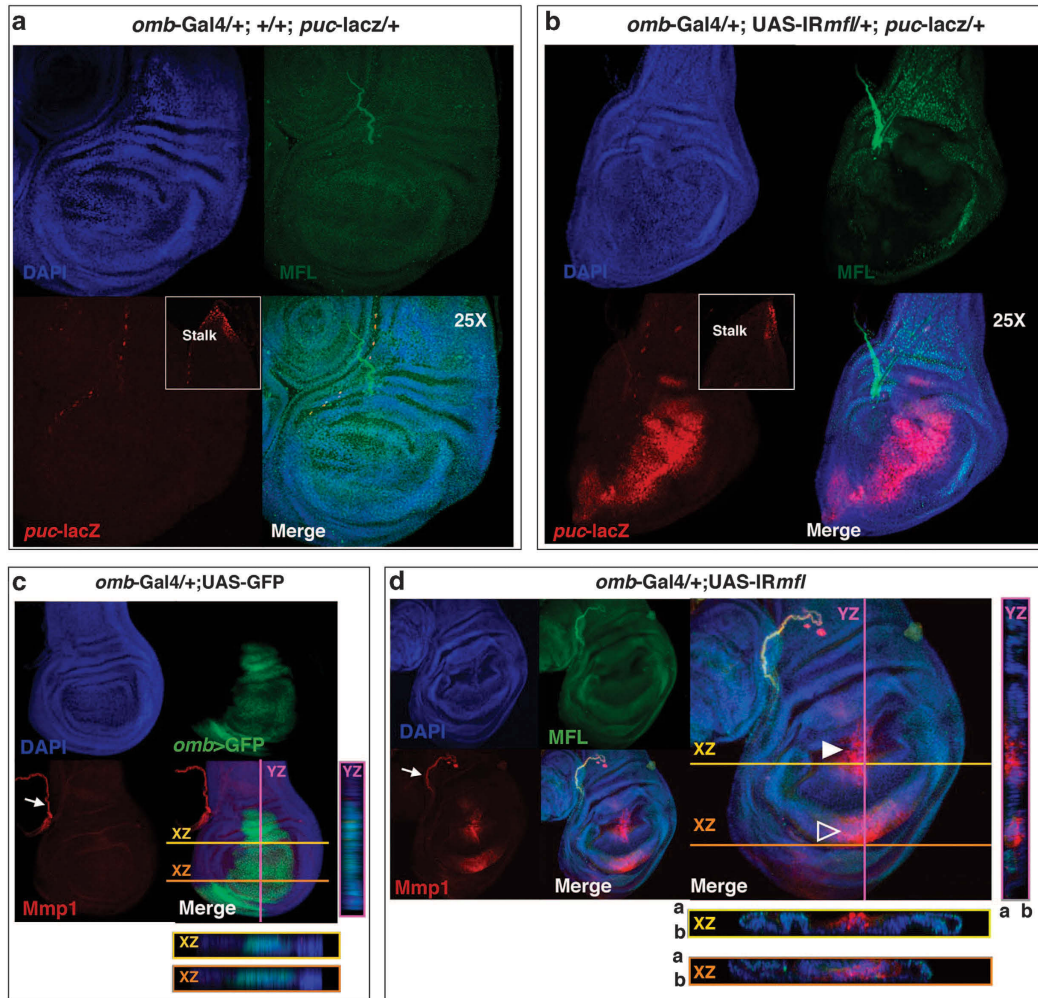 a
omb-Gal4/+; +/+; puc-lacz/+
DAPI
MFL
Stalk
25X
puc-lacZ
Merge
b
omb-Gal4/+; UAS-IRmfl/+; puc-lacz/+
DAPI
MFL
Stalk
25X
puc-lacZ
Merge
c
omb-Gal4/+;UAS-GFP
DAPI
omb>GFP
YZ
YZ
XZ
XZ
Mmp1
Merge
XZ
XZ
d
omb-Gal4/+;UAS-IRmfl
DAPI
MFL
YZ
YZ
XZ
XZ
Mmp1
Merge
Merge
a b
a
b
XZ
a
b
XZ